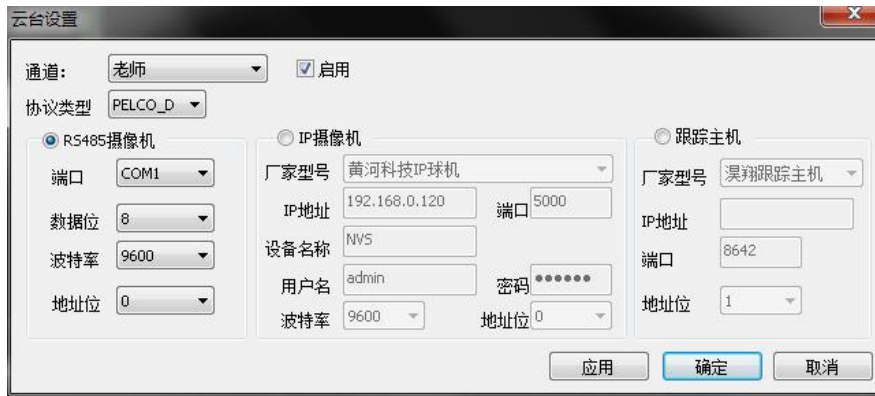 云台设置
通道： 老师 启用
协议类型 PELCO_D
RS485摄像机
端口 COM1
数据位 8
波特率 9600
地址位 0
IP摄像机
厂家型号 黄河科技IP球机
IP地址 192.168.0.120 端口 5000
设备名称 NVS
用户名 admin 密码 ●●●●●●
波特率 9600 地址位 0
跟踪主机
厂家型号 淏翔跟踪主机
IP地址
端口 8642
地址位 1
应用 确定 取消